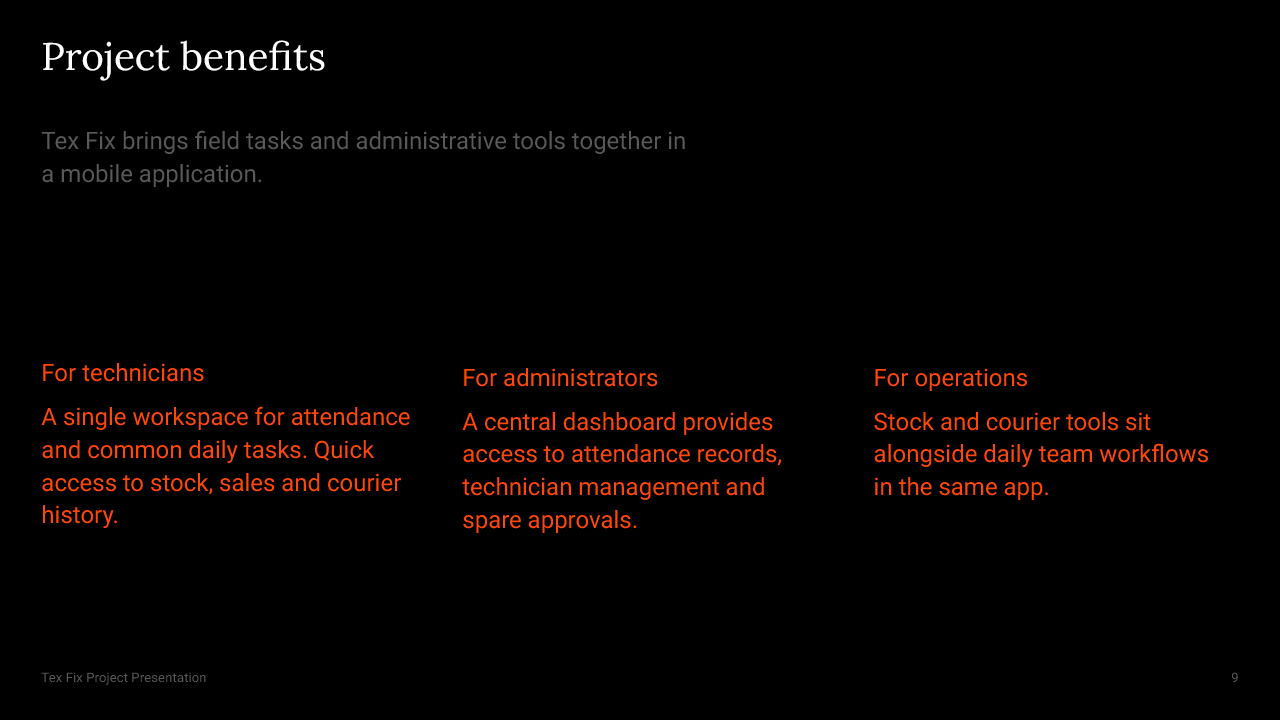 Project benefits
Tex Fix brings field tasks and administrative tools together in
a mobile application.
For technicians
A single workspace for attendance
and common daily tasks. Quick
access to stock, sales and courier
history.
For administrators
A central dashboard provides
access to attendance records,
technician management and
spare approvals.
For operations
Stock and courier tools sit
alongside daily team workflows
in the same app.
Tex Fix Project Presentation
9